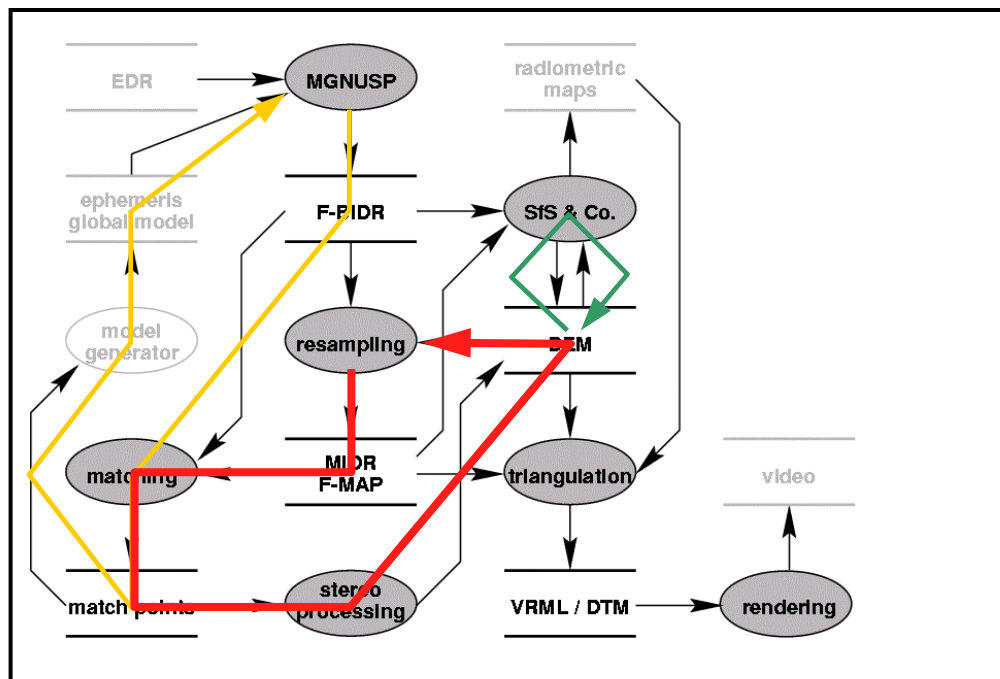 EDR
MGNUSP
radiometric
maps
ephemeris
global model
F-BIDR
SfS & Co.
model
generator
resampling
DEM
matching
MIDR
F-MAP
triangulation
video
match points
stereo
processing
VRML / DTM
rendering